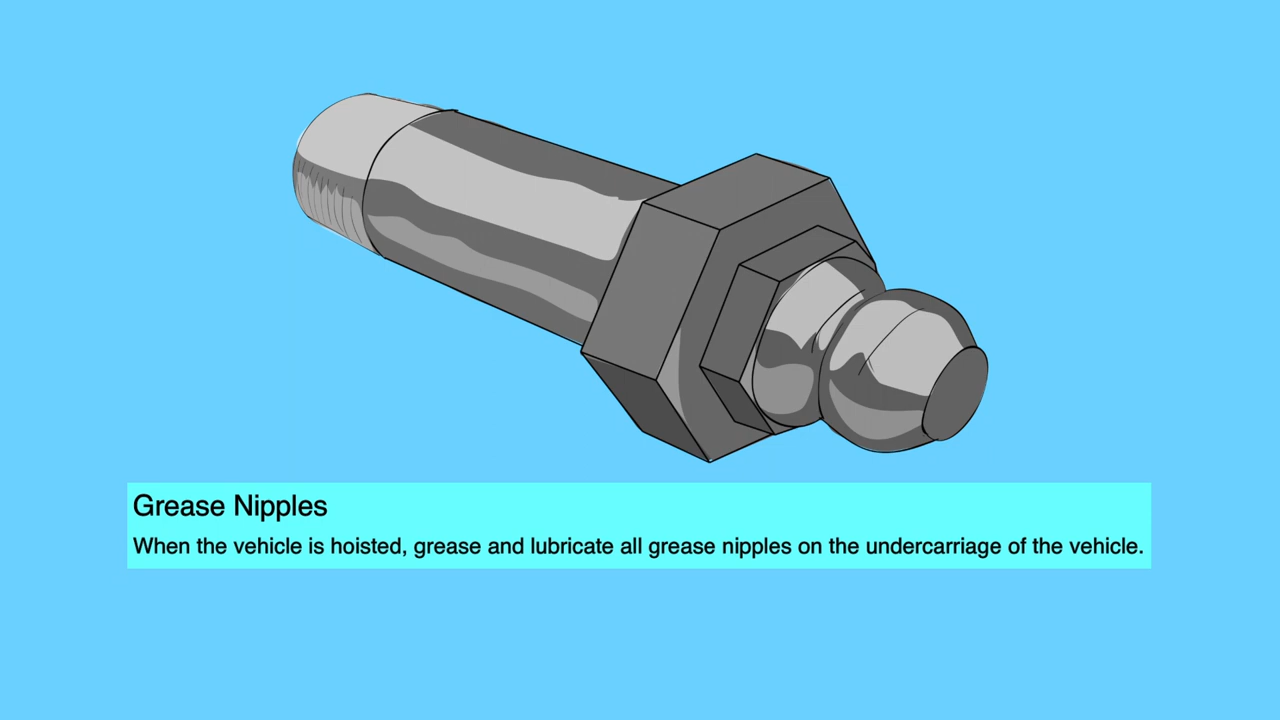 Grease Nipples
When the vehicle is hoisted, grease and lubricate all grease nipples on the undercarriage of the vehicle.